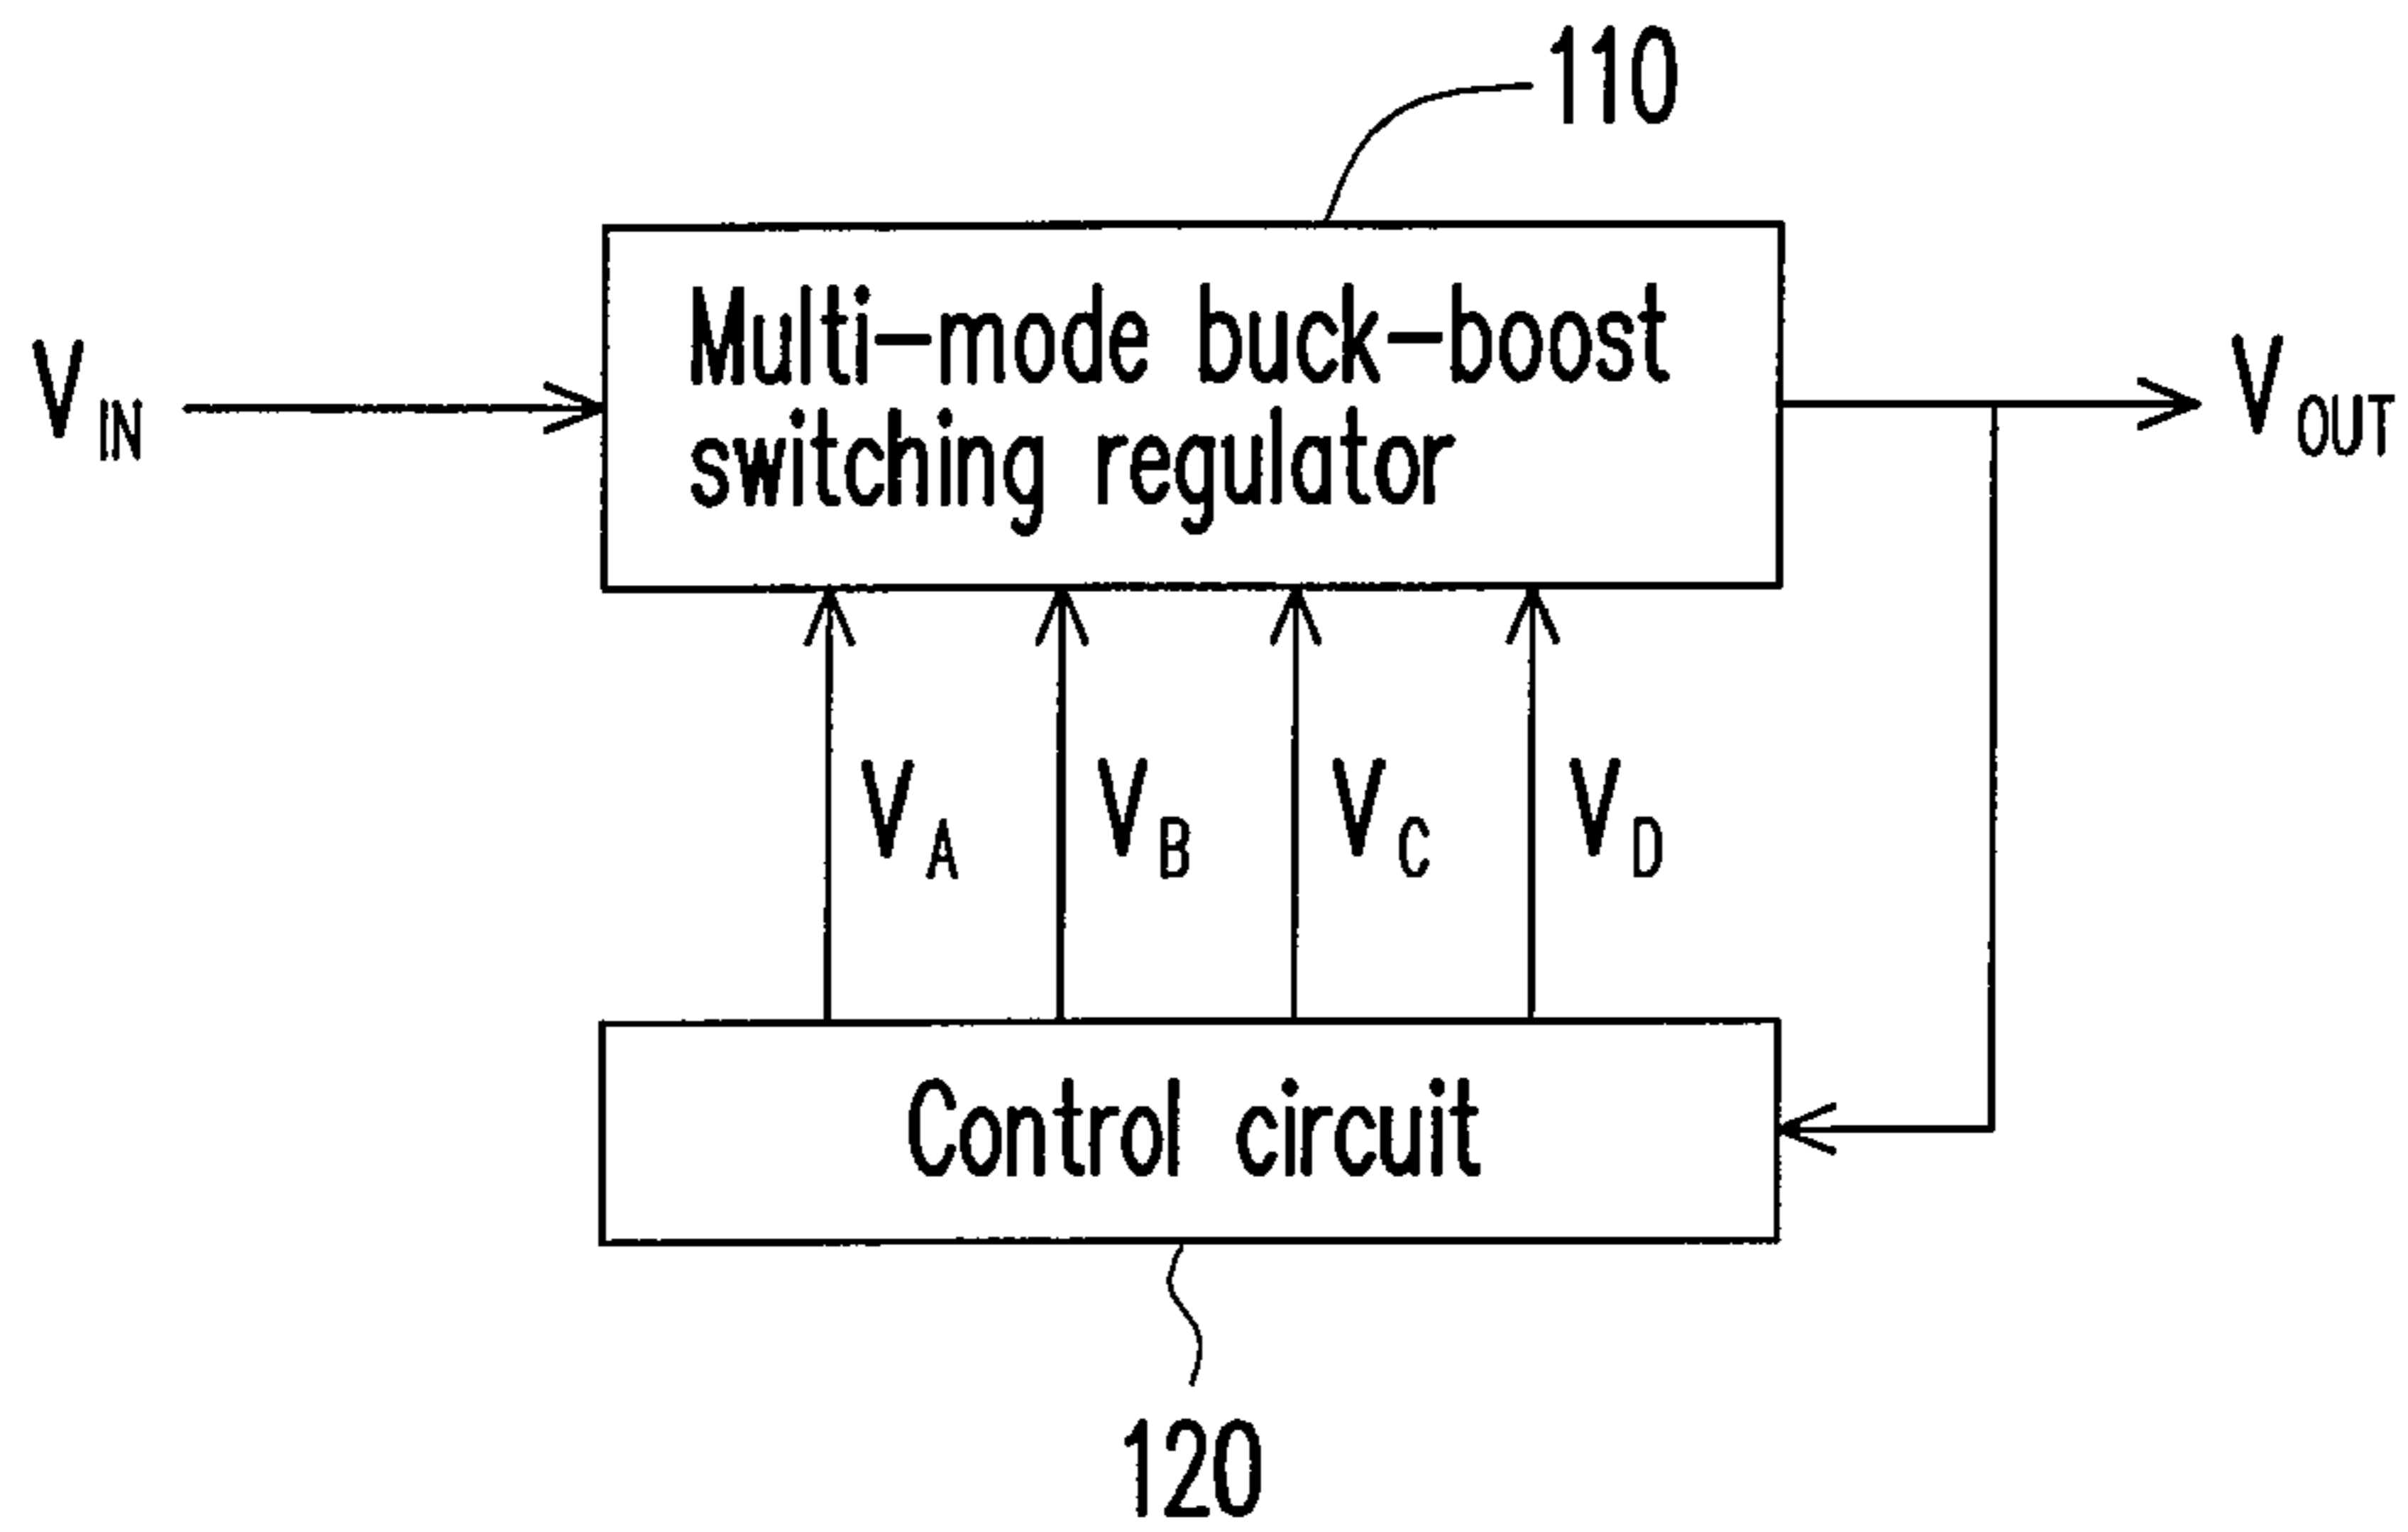 110
Multi-mode buck-boost
switching regulator
V_IN
V_OUT
V_A V_B V_C V_D
Control circuit
120